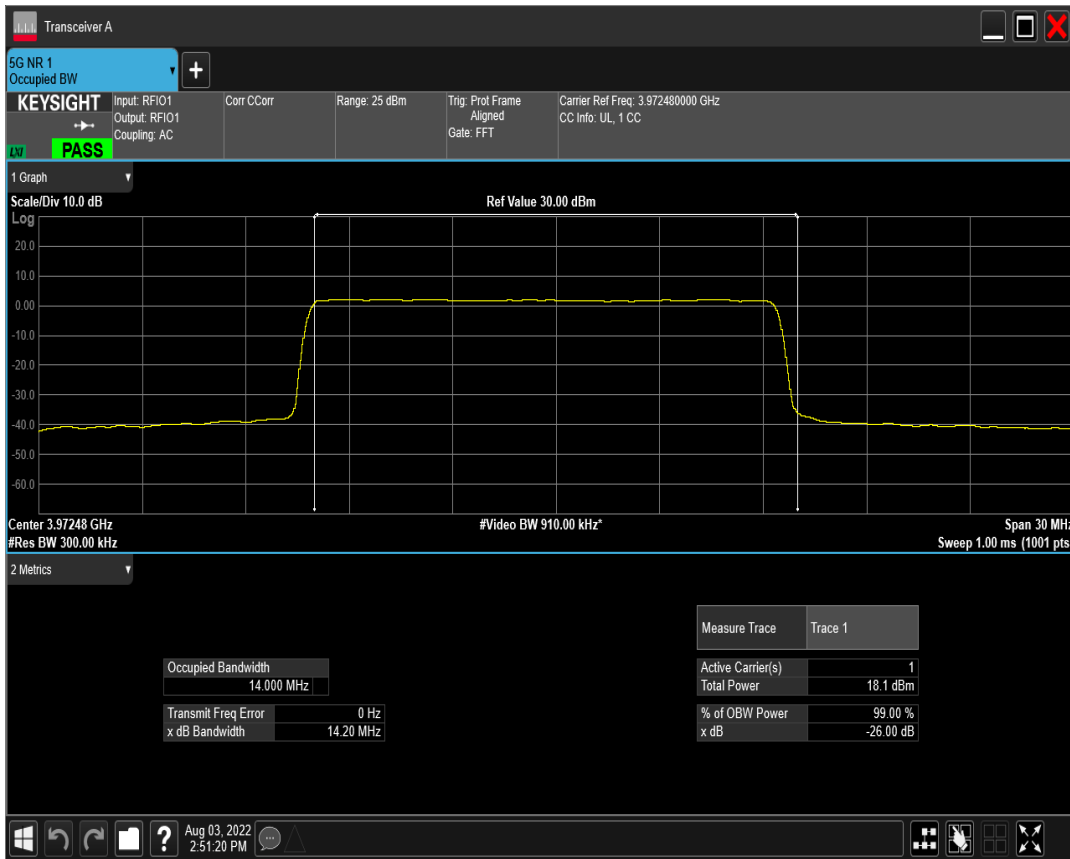 Transceiver A
5G NR 1
Occupied BW
KEYSIGHT
LXI
PASS
Input: RFIO1
Output: RFIO1
Coupling: AC
Corr CCorr
Range: 25 dBm
Trig: Prot Frame
Aligned
Gate: FFT
Carrier Ref Freq: 3.972480000 GHz
CC Info: UL, 1 CC
1 Graph
Scale/Div 10.0 dB
Ref Value 30.00 dBm
Log
20.0
10.0
0.00
-10.0
-20.0
-30.0
-40.0
-50.0
-60.0
Center 3.97248 GHz
#Video BW 910.00 kHz*
Span 30 MHz
#Res BW 300.00 kHz
Sweep 1.00 ms (1001 pts
2 Metrics
Measure Trace Trace 1
Occupied Bandwidth
14.000 MHz
Active Carrier(s) 1
Total Power 18.1 dBm
Transmit Freq Error 0 Hz
x dB Bandwidth 14.20 MHz
% of OBW Power 99.00 %
x dB -26.00 dB
?
Aug 03, 2022
2:51:20 PM